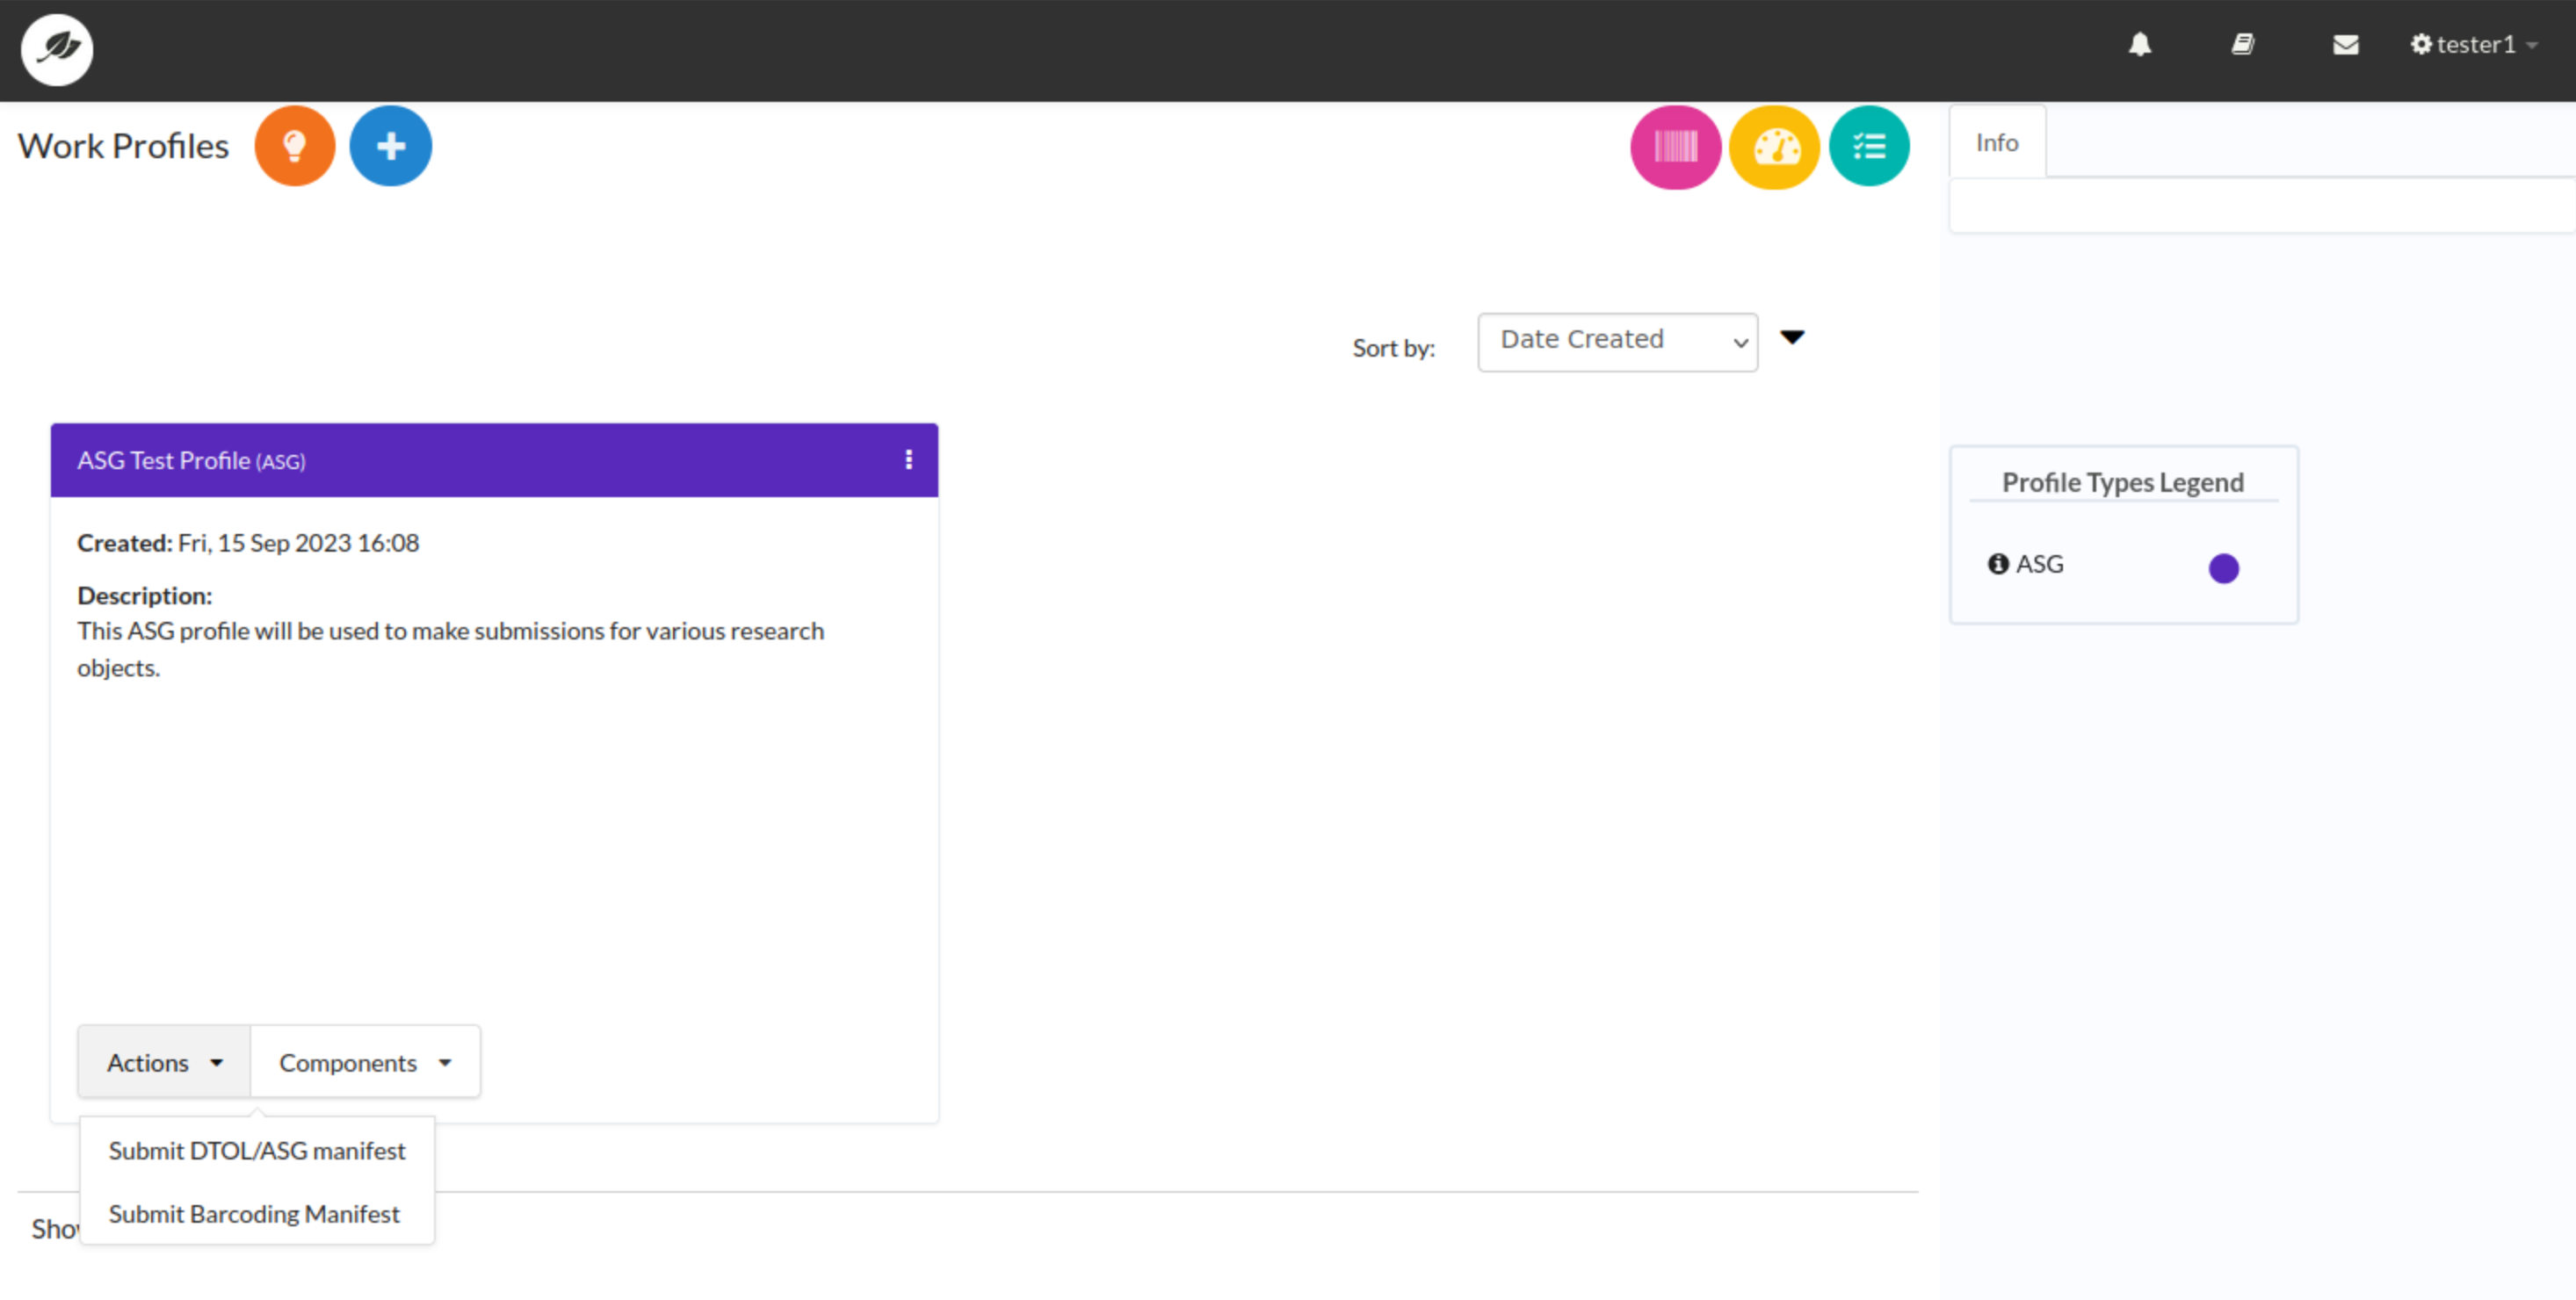 tester1
Work Profiles
Info
Sort by: Date Created
ASG Test Profile (ASG)
Created: Fri, 15 Sep 2023 16:08
Description:
This ASG profile will be used to make submissions for various research
objects.
Profile Types Legend
ASG
Actions Components
Submit DTOL/ASG manifest
Submit Barcoding Manifest